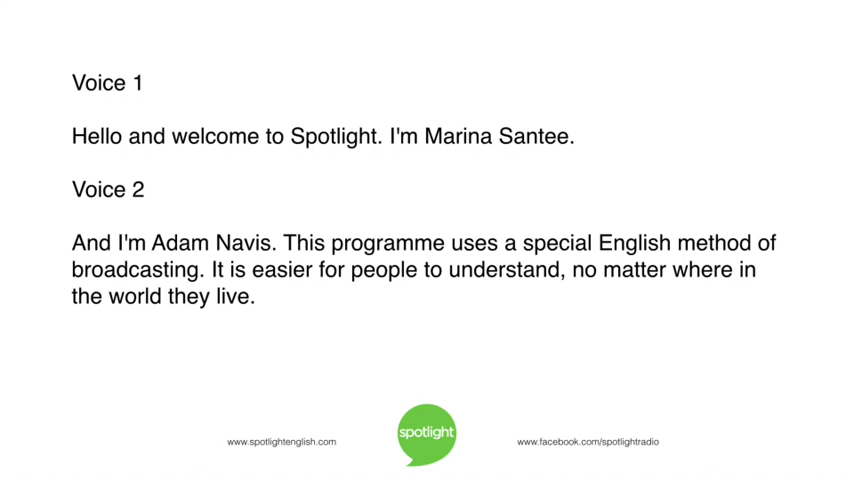 Voice 1
Hello and welcome to Spotlight. I'm Marina Santee.
Voice 2
And I'm Adam Navis. This programme uses a special English method of
broadcasting. It is easier for people to understand, no matter where in
the world they live.
www.spotlightenglish.com
spotlight
www.facebook.com/spotlightradio